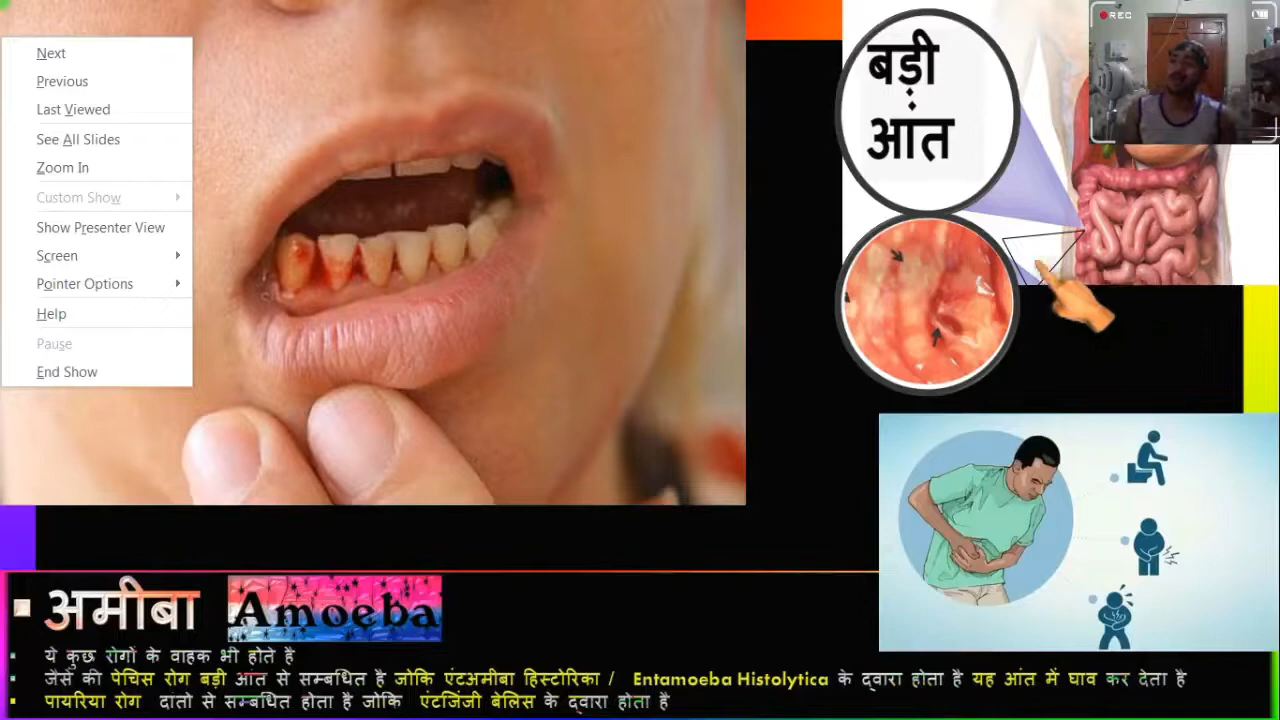 Next
Previous
Last Viewed
See All Slides
Zoom In
Custom Show
Show Presenter View
Screen
Pointer Options
Help
Pause
End Show
बड़ी
आंत
REC
अमीबा Amoeba
ये कुछ रोगों के वाहक भी होते है
जैसे की पेचिस रोग बड़ी आंत से सम्बंधित है जोकि एंटअमीबा हिस्टोरिका / Entamoeba Histolytica के द्वारा होता है यह आंत में घाव कर देता है
पायरिया रोग दांतो से सम्बंधित होता है जोकि एंटजिंजी बेलिस के द्वारा होता है